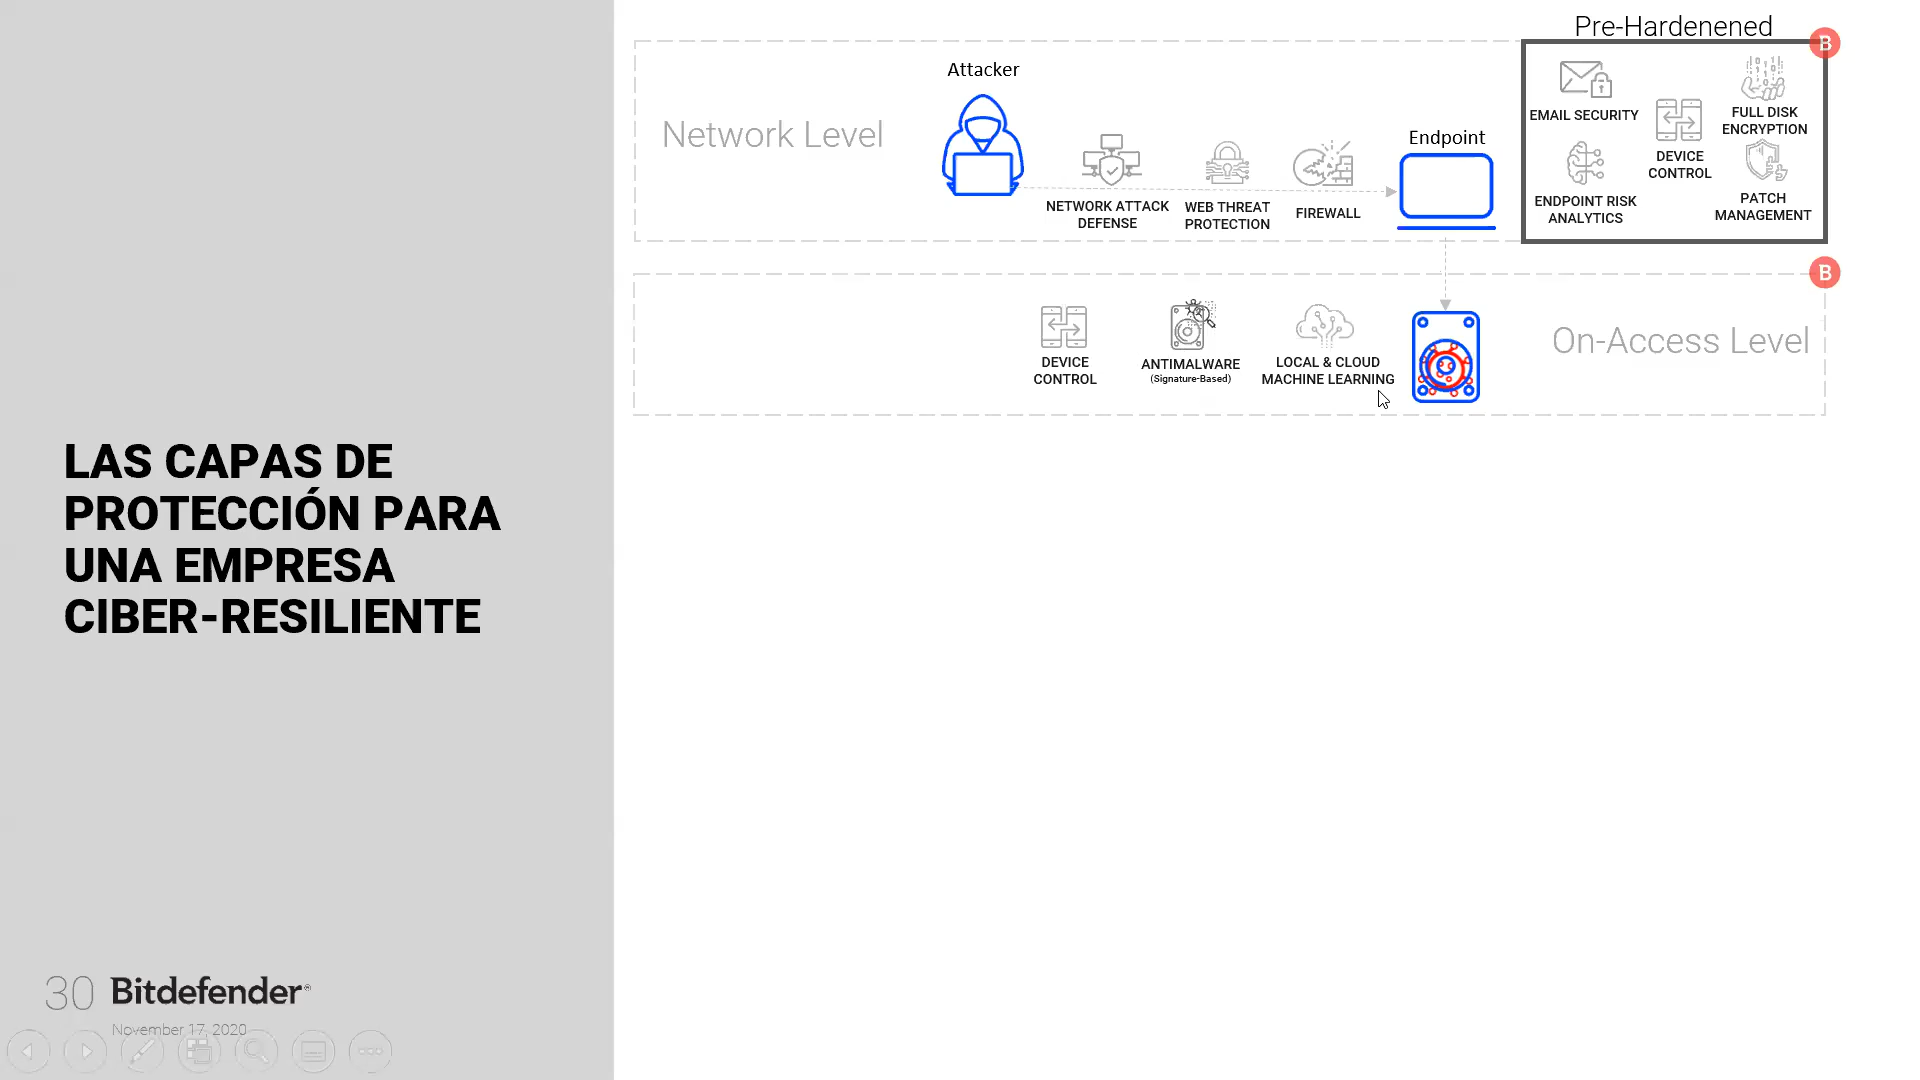 LAS CAPAS DE
PROTECCIÓN PARA
UNA EMPRESA
CIBER-RESILIENTE
30 Bitdefender®
November 17, 2020
Pre-Hardenened
B
Network Level
Attacker
NETWORK ATTACK
DEFENSE
WEB THREAT
PROTECTION
FIREWALL
Endpoint
EMAIL SECURITY
ENDPOINT RISK
ANALYTICS
DEVICE
CONTROL
FULL DISK
ENCRYPTION
PATCH
MANAGEMENT
B
DEVICE
CONTROL
ANTIMALWARE
(Signature-Based)
LOCAL & CLOUD
MACHINE LEARNING
On-Access Level